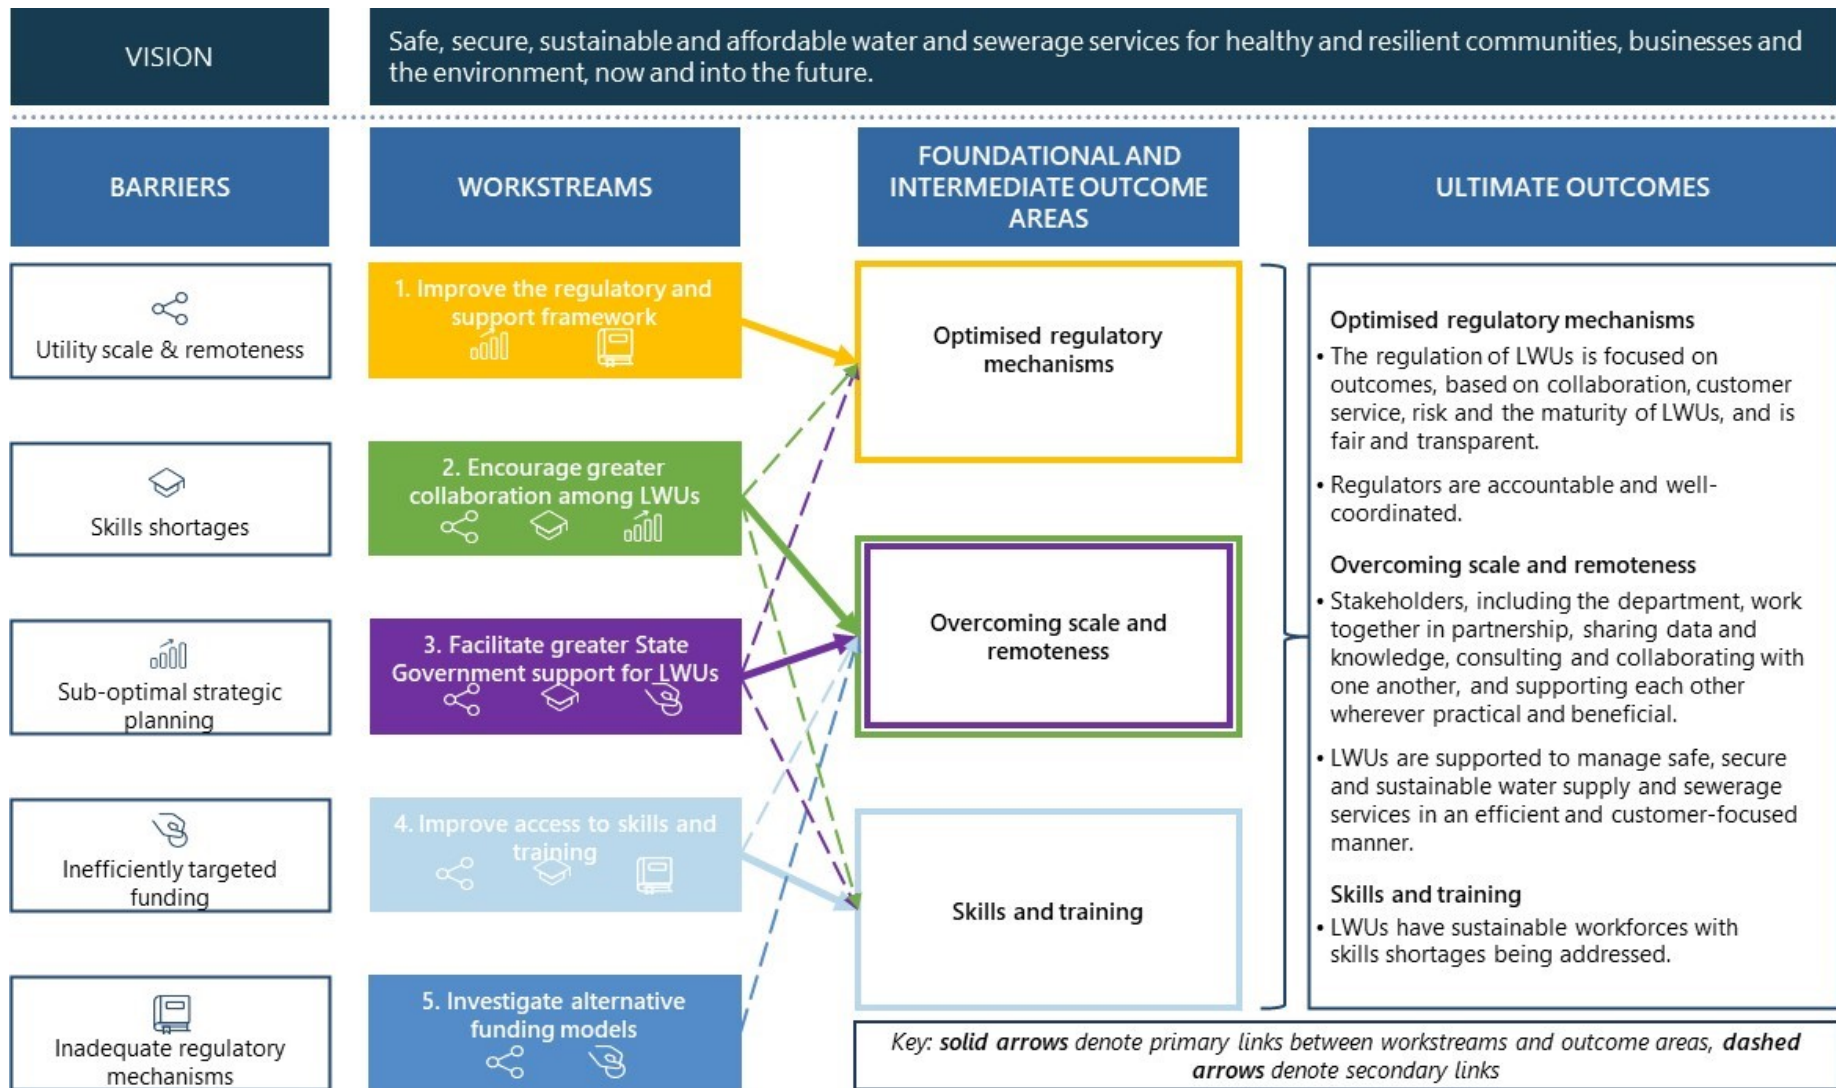 VISION
Safe, secure, sustainable and affordable water and sewerage services for healthy and resilient communities, businesses and
the environment, now and into the future.
BARRIERS
WORKSTREAMS
FOUNDATIONAL AND
INTERMEDIATE OUTCOME
AREAS
ULTIMATE OUTCOMES
Utility scale & remoteness
Skills shortages
Sub-optimal strategic
planning
Inefficiently targeted
funding
Inadequate regulatory
mechanisms
1. Improve the regulatory and
support framework
2. Encourage greater
collaboration among LWUs
3. Facilitate greater State
Government support for LWUs
4. Improve access to skills and
training
5. Investigate alternative
funding models
Optimised regulatory
mechanisms
Overcoming scale and
remoteness
Skills and training
Optimised regulatory mechanisms
• The regulation of LWUs is focused on
outcomes, based on collaboration, customer
service, risk and the maturity of LWUs, and is
fair and transparent.
• Regulators are accountable and well-
coordinated.
Overcoming scale and remoteness
• Stakeholders, including the department, work
together in partnership, sharing data and
knowledge, consulting and collaborating with
one another, and supporting each other
wherever practical and beneficial.
• LWUs are supported to manage safe, secure
and sustainable water supply and sewerage
services in an efficient and customer-focused
manner.
Skills and training
• LWUs have sustainable workforces with
skills shortages being addressed.
Key: solid arrows denote primary links between workstreams and outcome areas, dashed
arrows denote secondary links